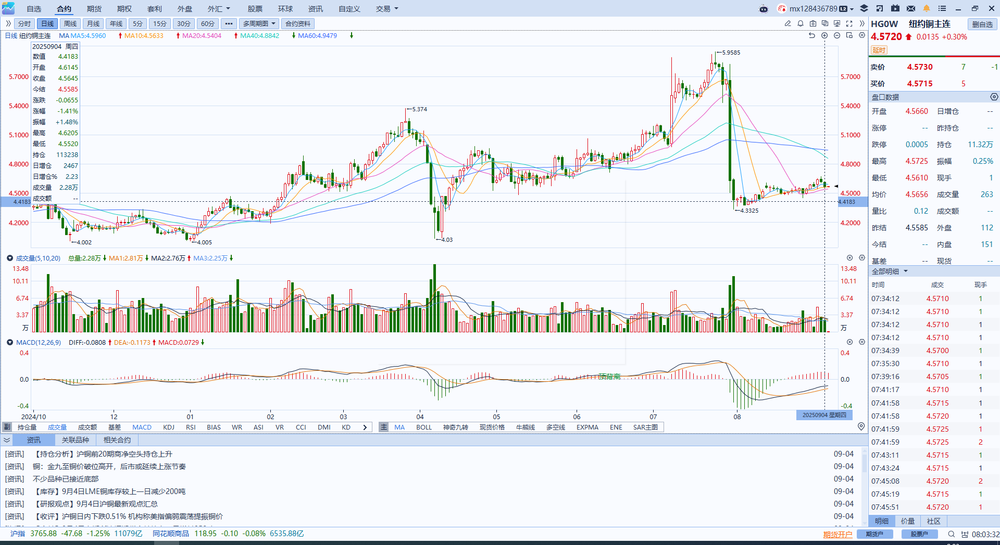 自选 合约 期货 期权 套利 外盘 外汇 股票 环球 资讯 自定义 交易 mx128436789 L2
分时 日线 周线 月线 年线 5分 15分 30分 60分 ••• 多周期图 合约资料
日线 纽约铜主连 MA MA5:4.5960 MA10:4.5633 MA20:4.5404 MA40:4.8842 MA60:4.9479
20250904 周四
数值 4.4183
开盘 4.6145
收盘 4.5645
今结 4.5585
涨跌 -0.0655
涨幅 -1.41%
振幅 +1.48%
最高 4.6205
最低 4.5520
持仓 113238
日增仓 2467
日增仓% 2.23
成交量 2.28万
成交额 --
5.7000
5.4000
5.1000
4.8000
4.5000
4.4183
4.2000
5.9585
5.374
4.3325
4.03
4.005
4.002
5.7000
5.4000
5.1000
4.8000
4.5000
4.4183
4.2000
成交量(5,10,20) 总量:2.28万 MA1:2.81万 MA2:2.76万 MA3:2.25万
13.48
10.11
6.74
3.37
万
13.48
10.11
6.74
3.37
万
MACD(12,26,9) DIFF:-0.0808 DEA:-0.1173 MACD:0.0729
0.4
0.0
-0.4
顶背离
0.4
0.0
-0.4
2024/10 12 01 02 03 04 05 06 07 08 20250904 星期四
副 持仓量 成交量 成交额 基差 MACD KDJ RSI BIAS WR ASI VR CCI DMI KD
主 MA BOLL 神奇九转 现货价格 牛熊线 多空线 EXPMA ENE SAR主图
资讯 关联品种 相关合约
[资讯] 【持仓分析】沪铜前20期商净空头持仓上升 09-04
[资讯] 铜：金九至铜价破位高开，后市或延续上涨节奏 09-04
[资讯] 不少品种已接近底部 09-04
[资讯] 【库存】9月4日LME铜库存较上一日减少200吨 09-04
[资讯] 【研报观点】9月4日沪铜最新观点汇总 09-04
[资讯] 【收评】沪铜日内下跌0.51% 机构称美指偏弱震荡提振铜价 09-04
沪指 3765.88 -47.68 -1.25% 11079亿 同花顺商品 118.95 -0.10 -0.08% 6535.88亿
期货开户 期货户 股票户 08:03:32
HG0W 纽约铜主连 删自选
4.5720 0.0135 +0.30%
延时
卖价 4.5730 7 -1
买价 4.5715 5
盘口数据
开盘 4.5660 日增仓 --
涨停 -- 昨持仓 --
跌停 0.0005 持仓 11.32万
最高 4.5725 振幅 0.25%
最低 4.5610 现手 1
均价 4.5656 成交量 263
量比 0.12 成交额 --
昨结 4.5585 外盘 112
今结 -- 内盘 151
基差 -- 现货 --
全部明细
时间 成交 现手
07:34:12 4.5710 1
07:34:12 4.5710 1
07:34:12 4.5710 1
07:34:12 4.5710 1
07:34:39 4.5700 1
07:35:30 4.5710 1
07:39:16 4.5705 1
07:41:17 4.5710 1
07:41:58 4.5715 1
07:41:58 4.5720 1
07:41:59 4.5725 1
07:41:59 4.5725 2
07:43:11 4.5715 1
07:43:24 4.5715 1
07:45:08 4.5720 2
07:45:19 4.5715 1
07:45:51 4.5720 1
明细 价量 社区